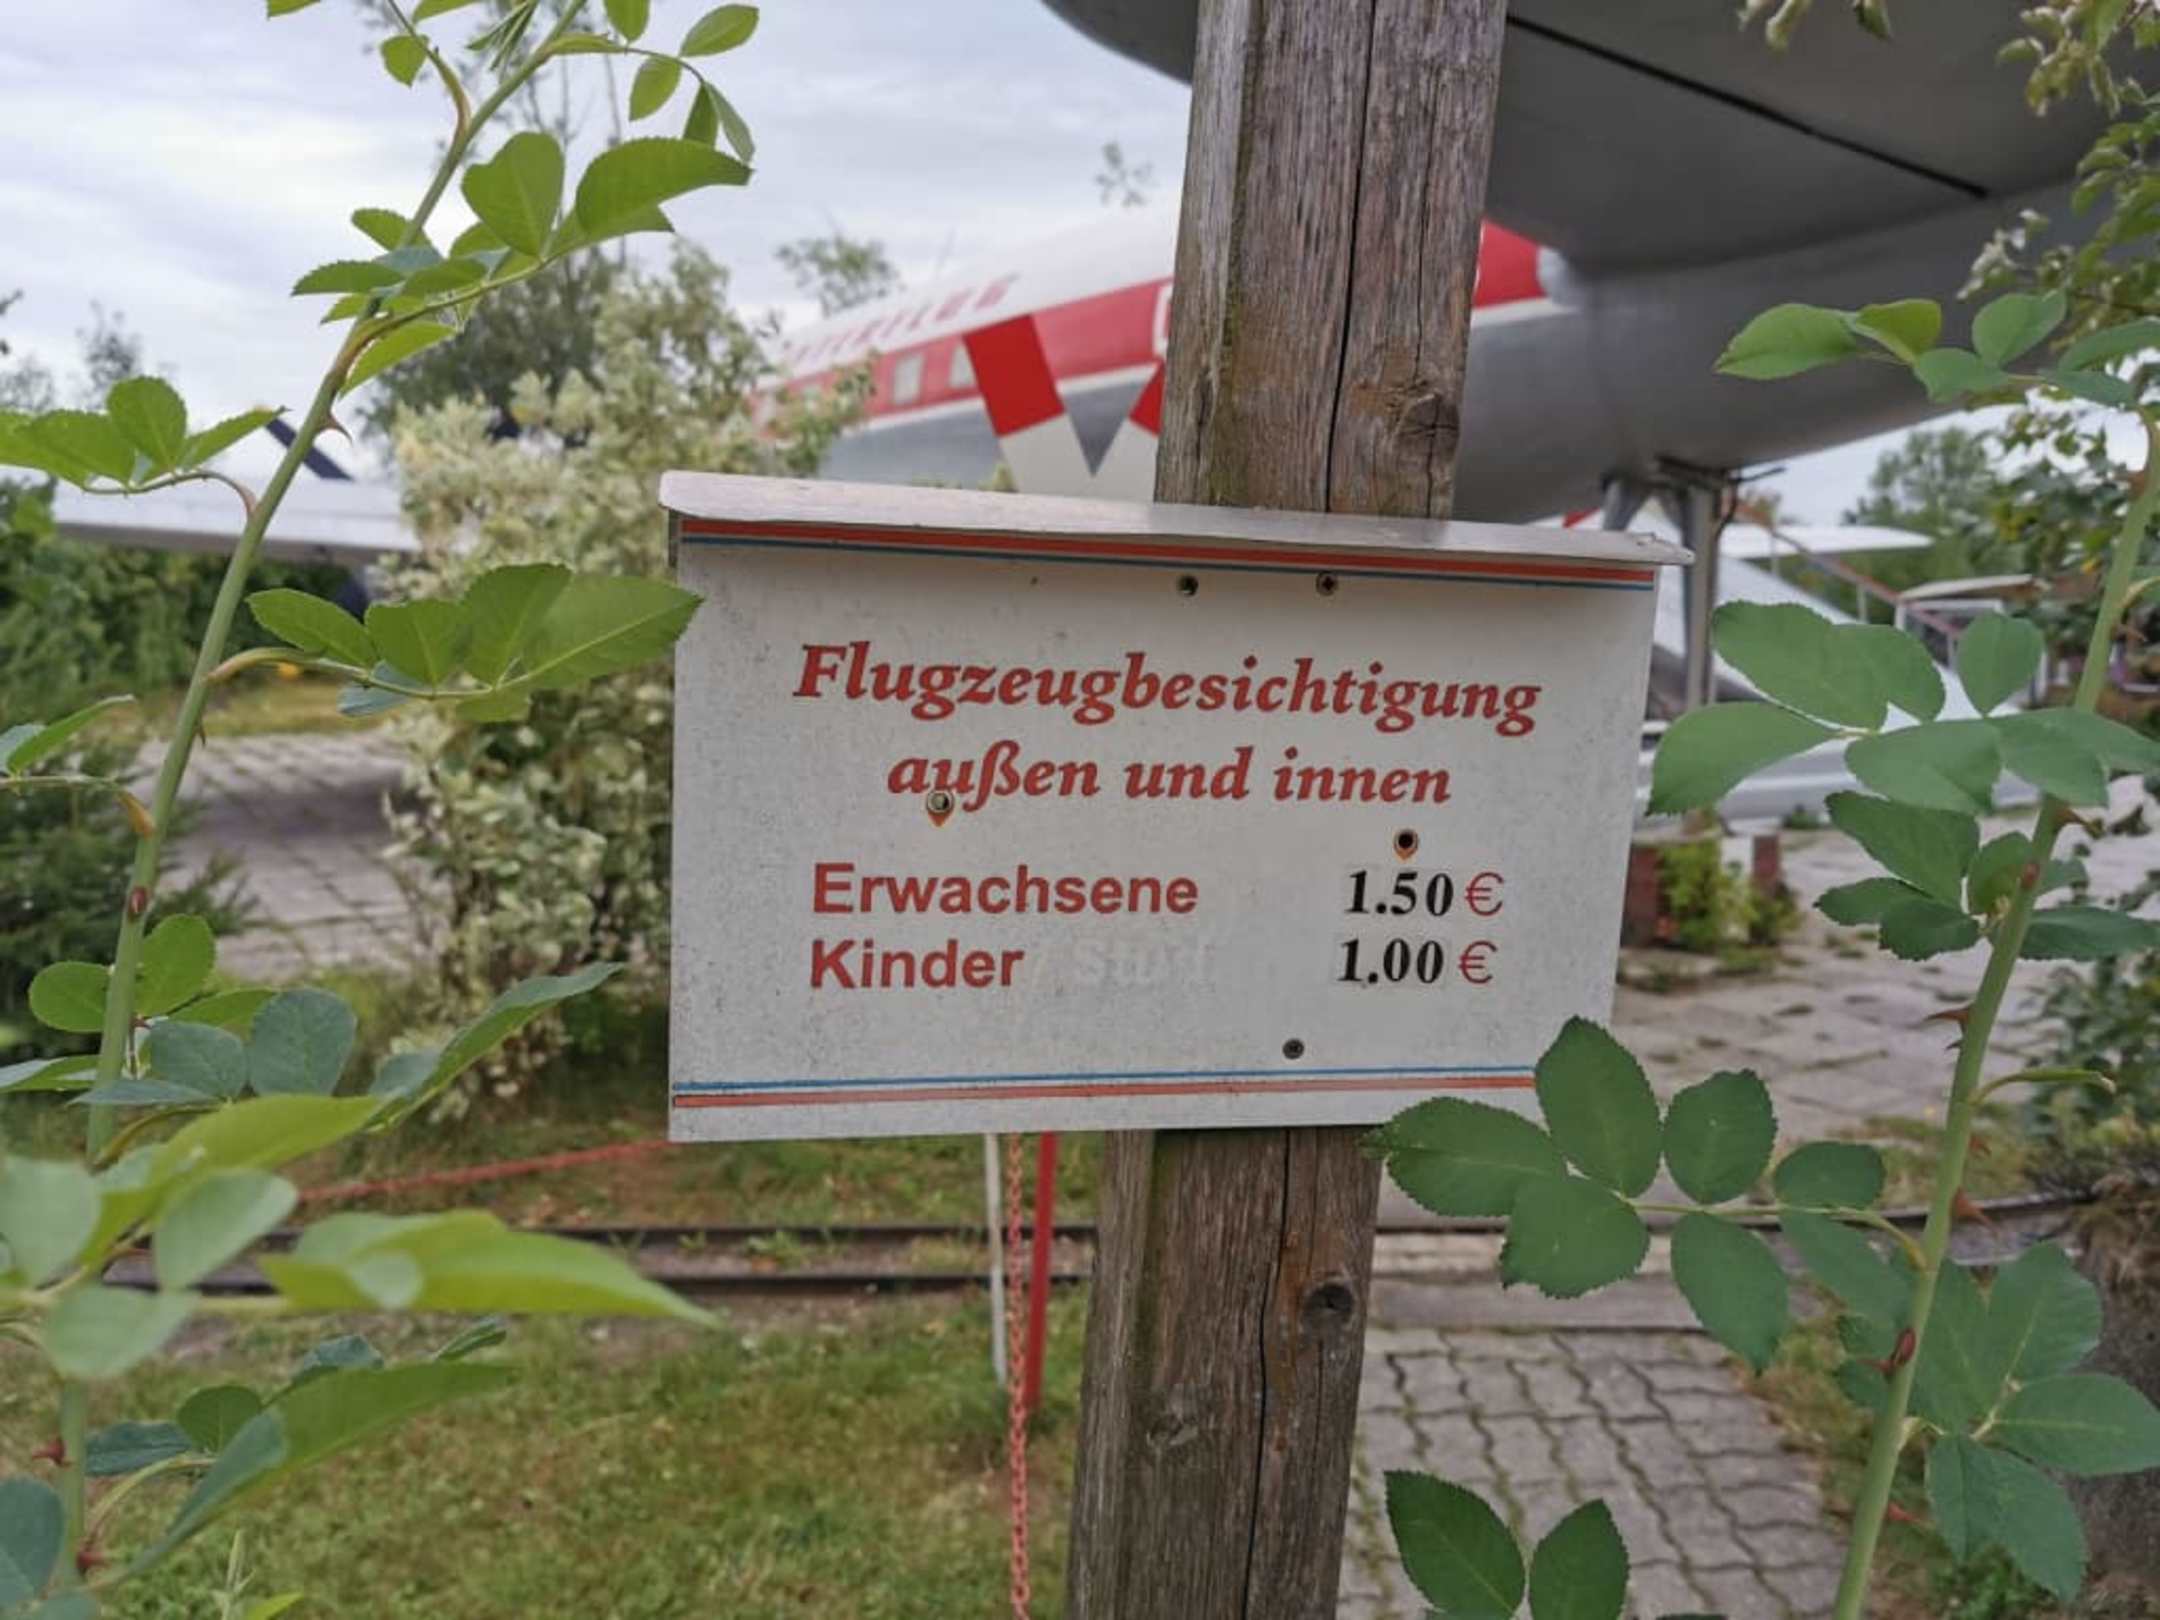 Flugzeugbesichtigung
außen und innen
Erwachsene 1.50 €
Kinder 1.00 €